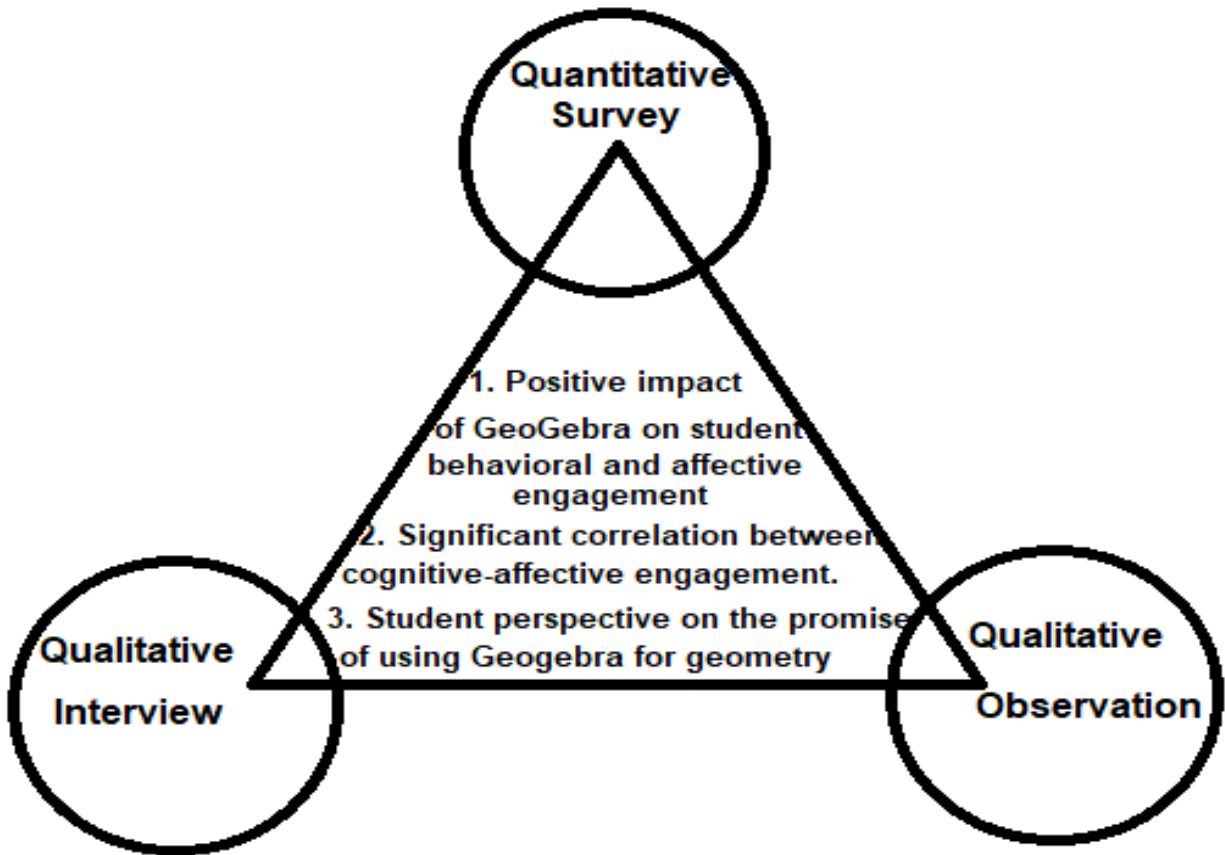 Quantitative
Survey
1. Positive impact
of GeoGebra on student
behavioral and affective
engagement
2. Significant correlation between
cognitive-affective engagement.
3. Student perspective on the promise
of using Geogebra for geometry
Qualitative
Interview
Qualitative
Observation